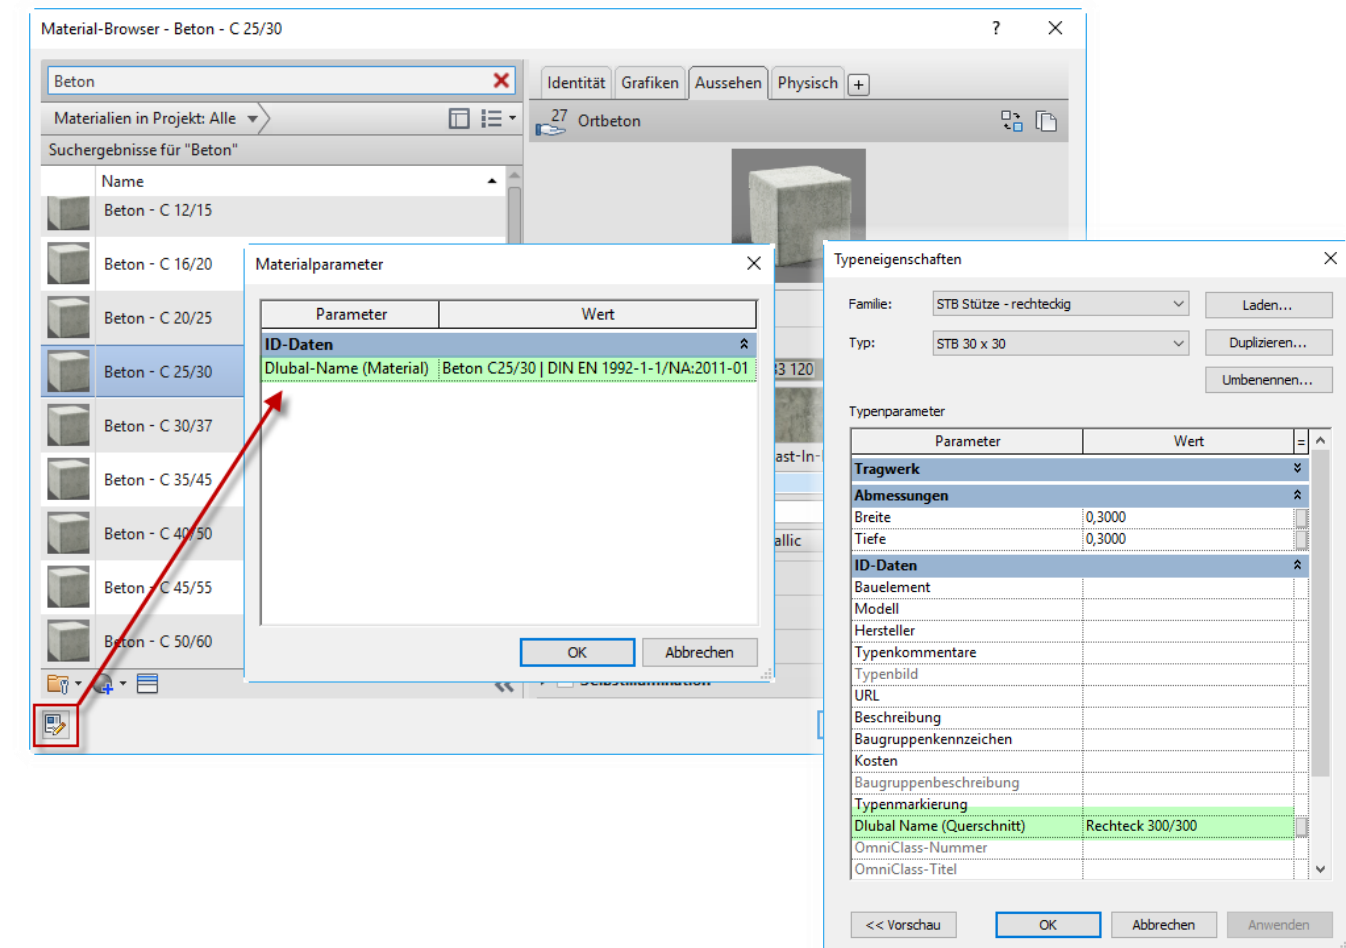 Material-Browser - Beton - C 25/30
?
Beton
Materialien in Projekt: Alle
Suchergebnisse für "Beton"
Name
Beton - C 12/15
Beton - C 16/20
Beton - C 20/25
Beton - C 25/30
Beton - C 30/37
Beton - C 35/45
Beton - C 40/50
Beton - C 45/55
Beton - C 50/60
Identität Grafiken Aussehen Physisch +
27 Ortbeton
Materialparameter
Parameter Wert
ID-Daten
Dlubal-Name (Material) Beton C25/30 | DIN EN 1992-1-1/NA:2011-01
OK Abbrechen
3 120
ast-In-
allic
Typeneigenschaften
Familie: STB Stütze - rechteckig Laden...
Typ: STB 30 x 30 Duplizieren...
Umbenennen...
Typenparameter
Parameter Wert =
Tragwerk
Abmessungen
Breite 0,3000
Tiefe 0,3000
ID-Daten
Bauelement
Modell
Hersteller
Typenkommentare
Typenbild
URL
Beschreibung
Baugruppenkennzeichen
Kosten
Baugruppenbeschreibung
Typenmarkierung
Dlubal Name (Querschnitt) Rechteck 300/300
OmniClass-Nummer
OmniClass-Titel
<< Vorschau OK Abbrechen Anwenden